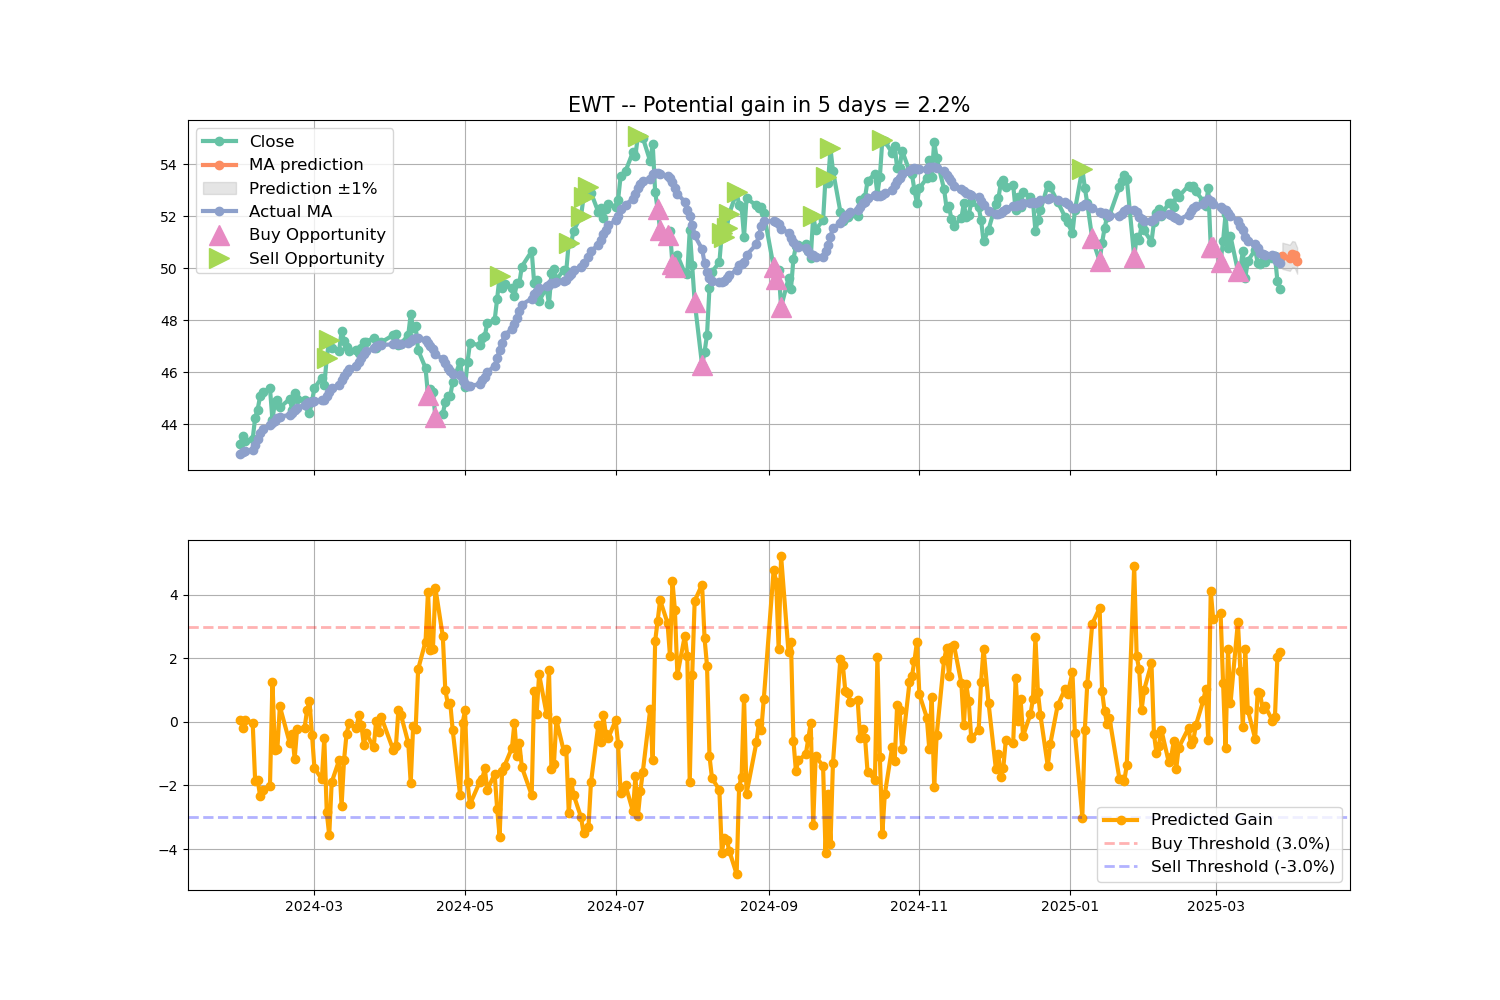 EWT -- Potential gain in 5 days = 2.2%
Close
MA prediction
Prediction ±1%
Actual MA
Buy Opportunity
Sell Opportunity
54
52
50
48
46
44
4
2
0
−2
−4
Predicted Gain
Buy Threshold (3.0%)
Sell Threshold (-3.0%)
2024-03 2024-05 2024-07 2024-09 2024-11 2025-01 2025-03